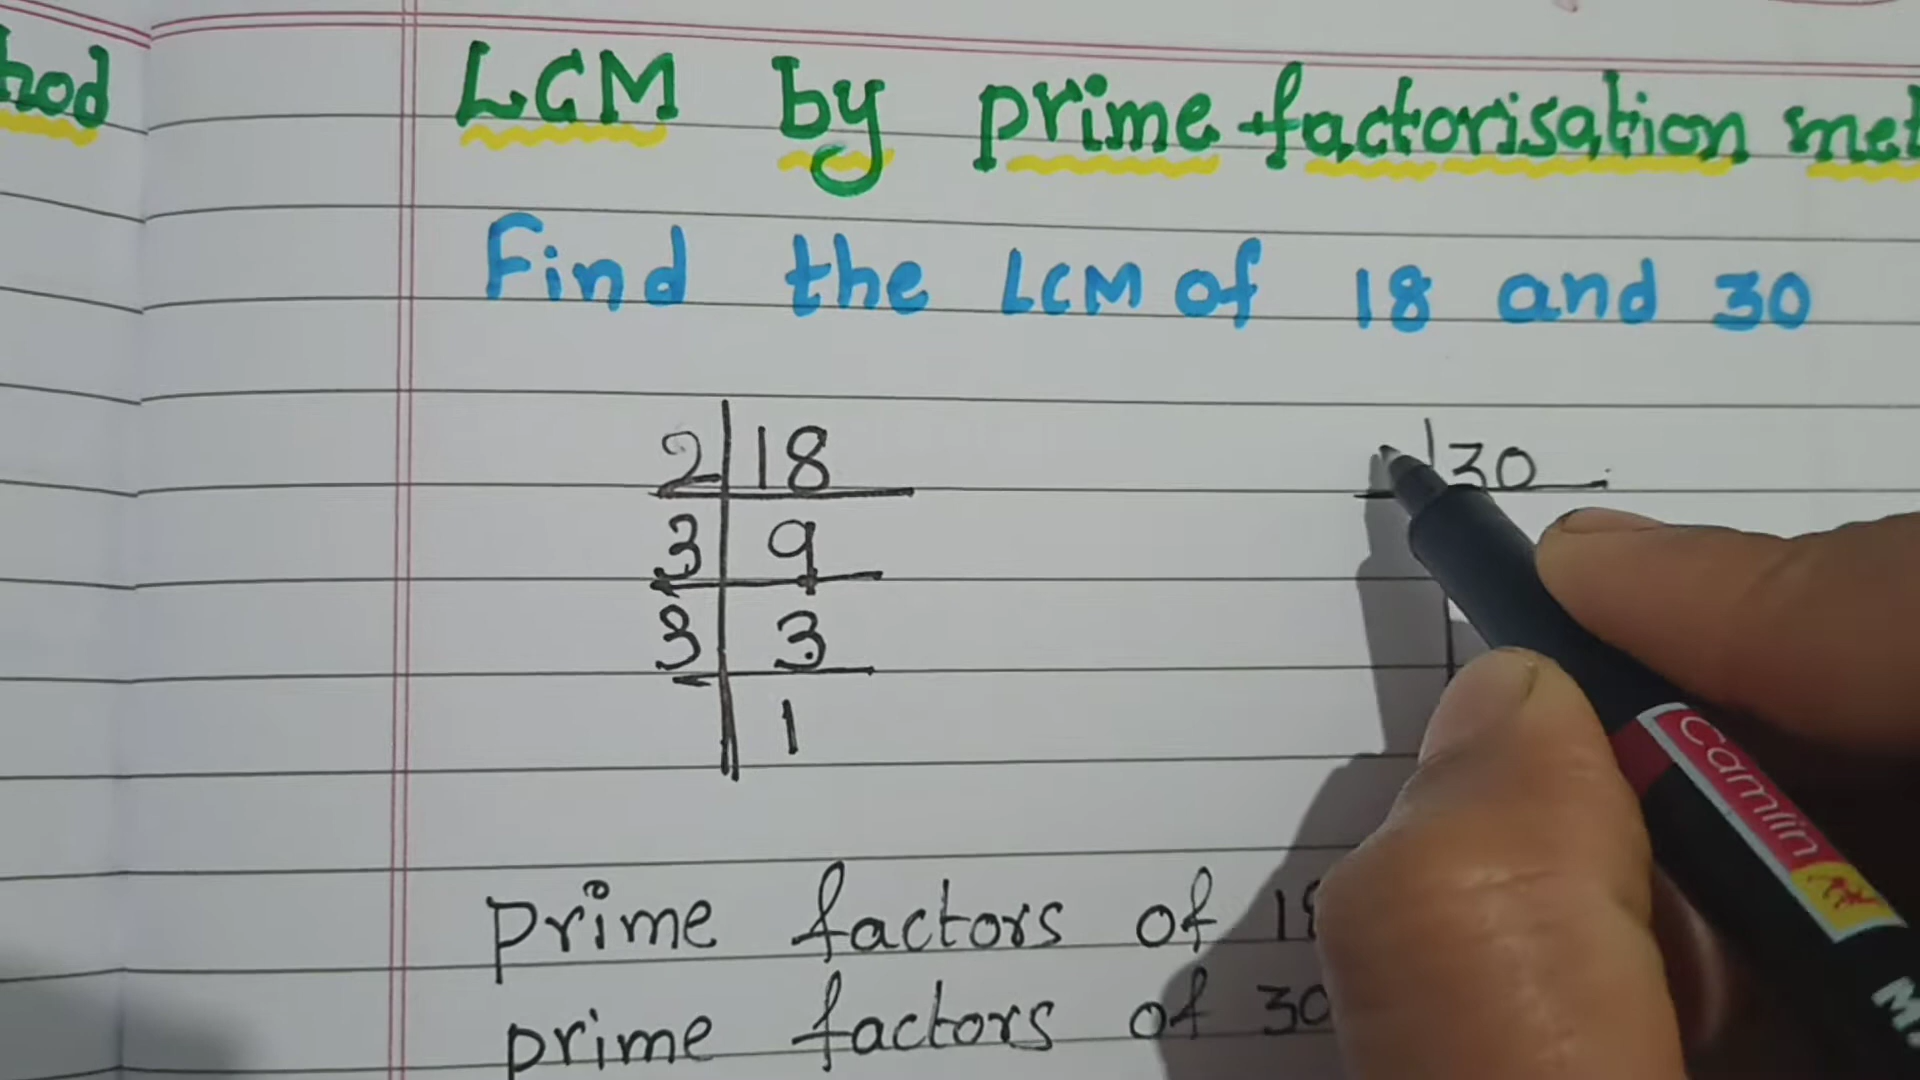 hod
LCM by prime factorisation met
Find the LCM of 18 and 30
2 18
3 9
3 3
1
30
Camlin
prime factors of 18
prime factors of 30